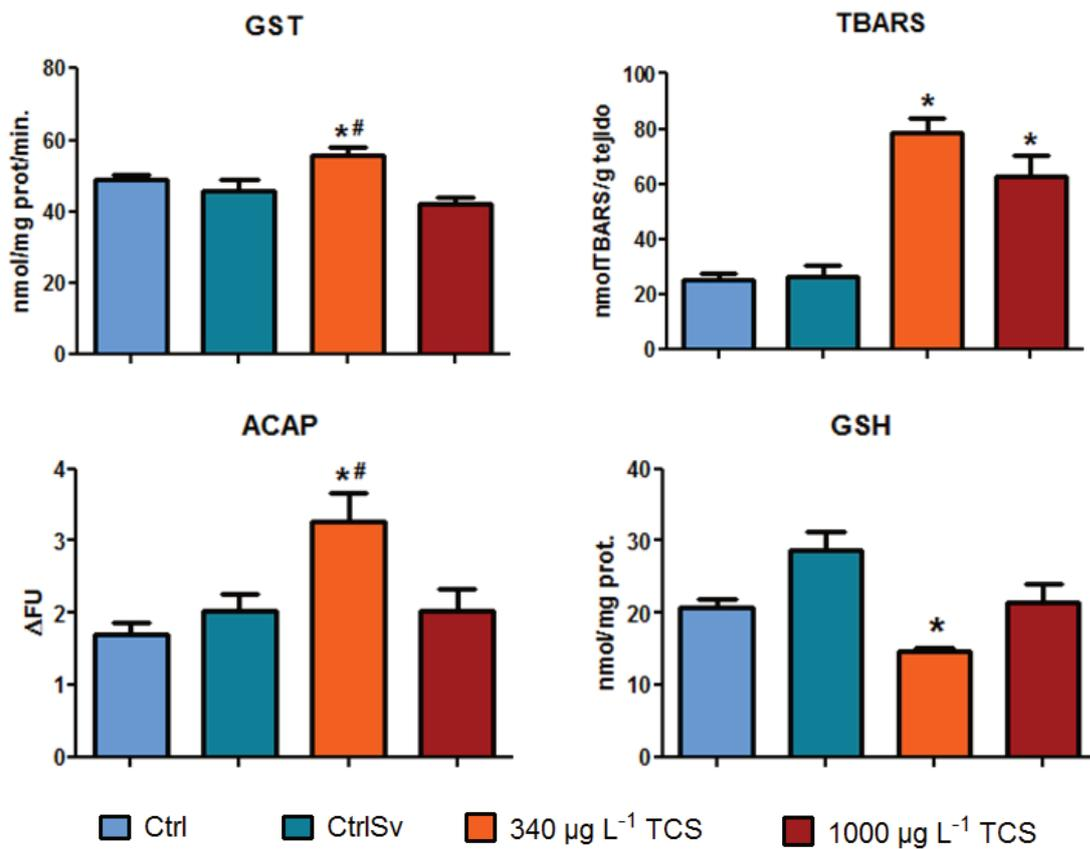 GST
nmol/mg prot/min.
80
60
40
20
0
*#
TBARS
nmolTBARS/g tejido
100
80
60
40
20
0
*
*
ACAP
ΔFU
4
3
2
1
0
*#
GSH
nmol/mg prot.
40
30
20
10
0
*
Ctrl CtrlSv 340 µg L⁻¹ TCS 1000 µg L⁻¹ TCS